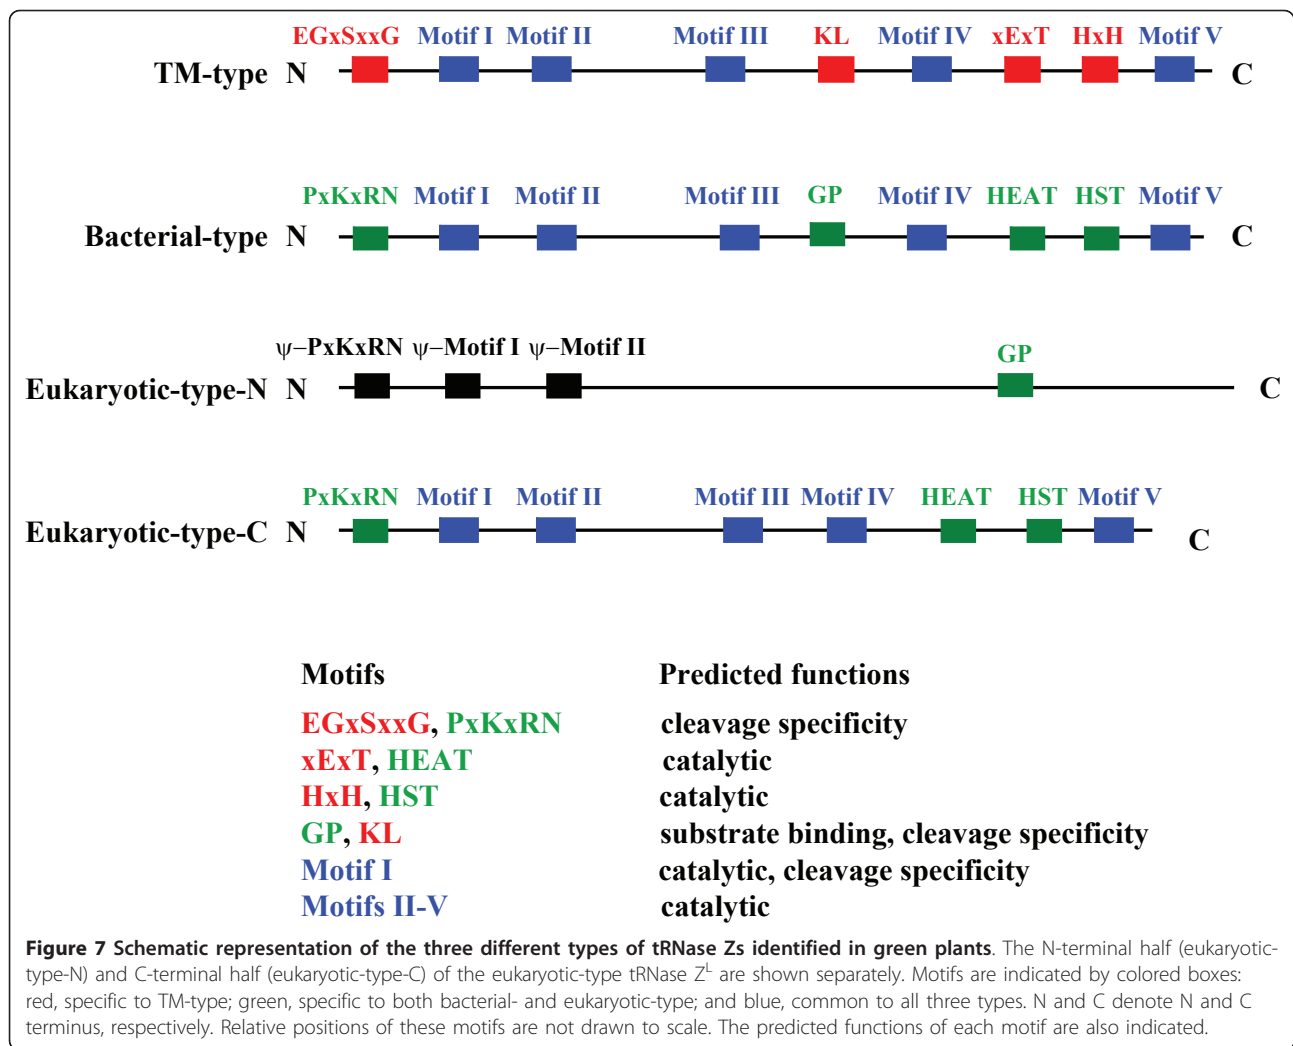 EGxSxxG Motif I Motif II Motif III KL Motif IV xExT HxH Motif V
TM-type N C
PxKxRN Motif I Motif II Motif III GP Motif IV HEAT HST Motif V
Bacterial-type N C
ψ–PxKxRN ψ–Motif I ψ–Motif II GP
Eukaryotic-type-N N C
PxKxRN Motif I Motif II Motif III Motif IV HEAT HST Motif V
Eukaryotic-type-C N C
Motifs Predicted functions
EGxSxxG, PxKxRN cleavage specificity
xExT, HEAT catalytic
HxH, HST catalytic
GP, KL substrate binding, cleavage specificity
Motif I catalytic, cleavage specificity
Motifs II-V catalytic
Figure 7 Schematic representation of the three different types of tRNase Zs identified in green plants. The N-terminal half (eukaryotic-
type-N) and C-terminal half (eukaryotic-type-C) of the eukaryotic-type tRNase Z^L are shown separately. Motifs are indicated by colored boxes:
red, specific to TM-type; green, specific to both bacterial- and eukaryotic-type; and blue, common to all three types. N and C denote N and C
terminus, respectively. Relative positions of these motifs are not drawn to scale. The predicted functions of each motif are also indicated.